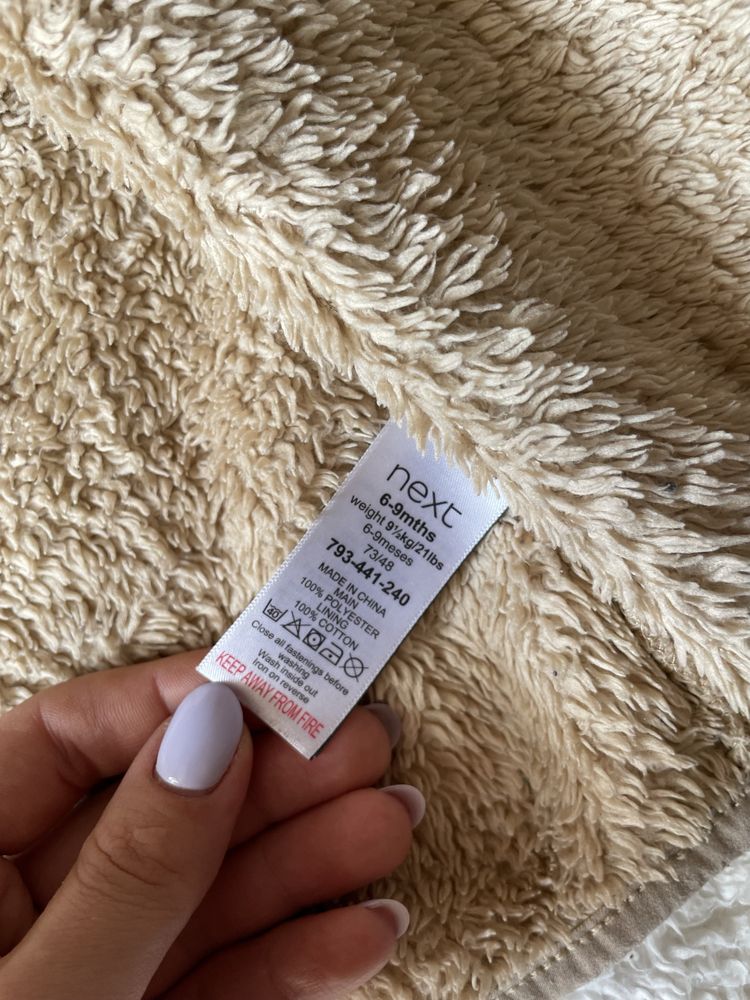 next
6-9mths
weight 9½kg/21lbs
6-9meses
73/48
793-441-240
MADE IN CHINA
MAIN
100% POLYESTER
LINING
100% COTTON
40
Close all fastenings before
washing
Wash inside out
Iron on reverse
KEEP AWAY FROM FIRE